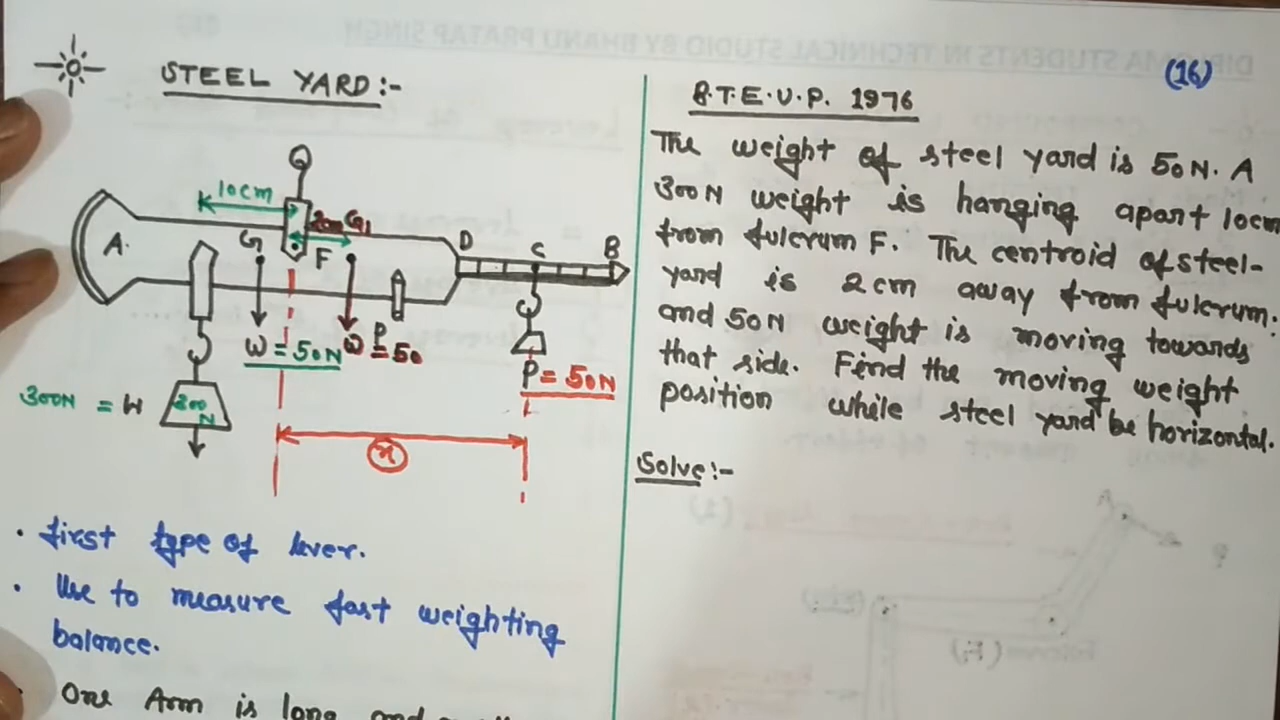 (16)
STEEL YARD:-
Q
10cm
2cm
G
G1
A
F
D
C
B
W = 50N
W
P = 50
P = 50N
300N = W
300
N
x
• first type of lever.
• Use to measure fast weighting
balance.
One Arm is long and
B.T.E.U.P. 1976
The weight of steel yard is 50N. A
300N weight is hanging apart 10cm
from fulcrum F. The centroid of steel-
yard is 2cm away from fulcrum.
and 50N weight is moving towards
that side. Find the moving weight
position while steel yard be horizontal.
Solve:-